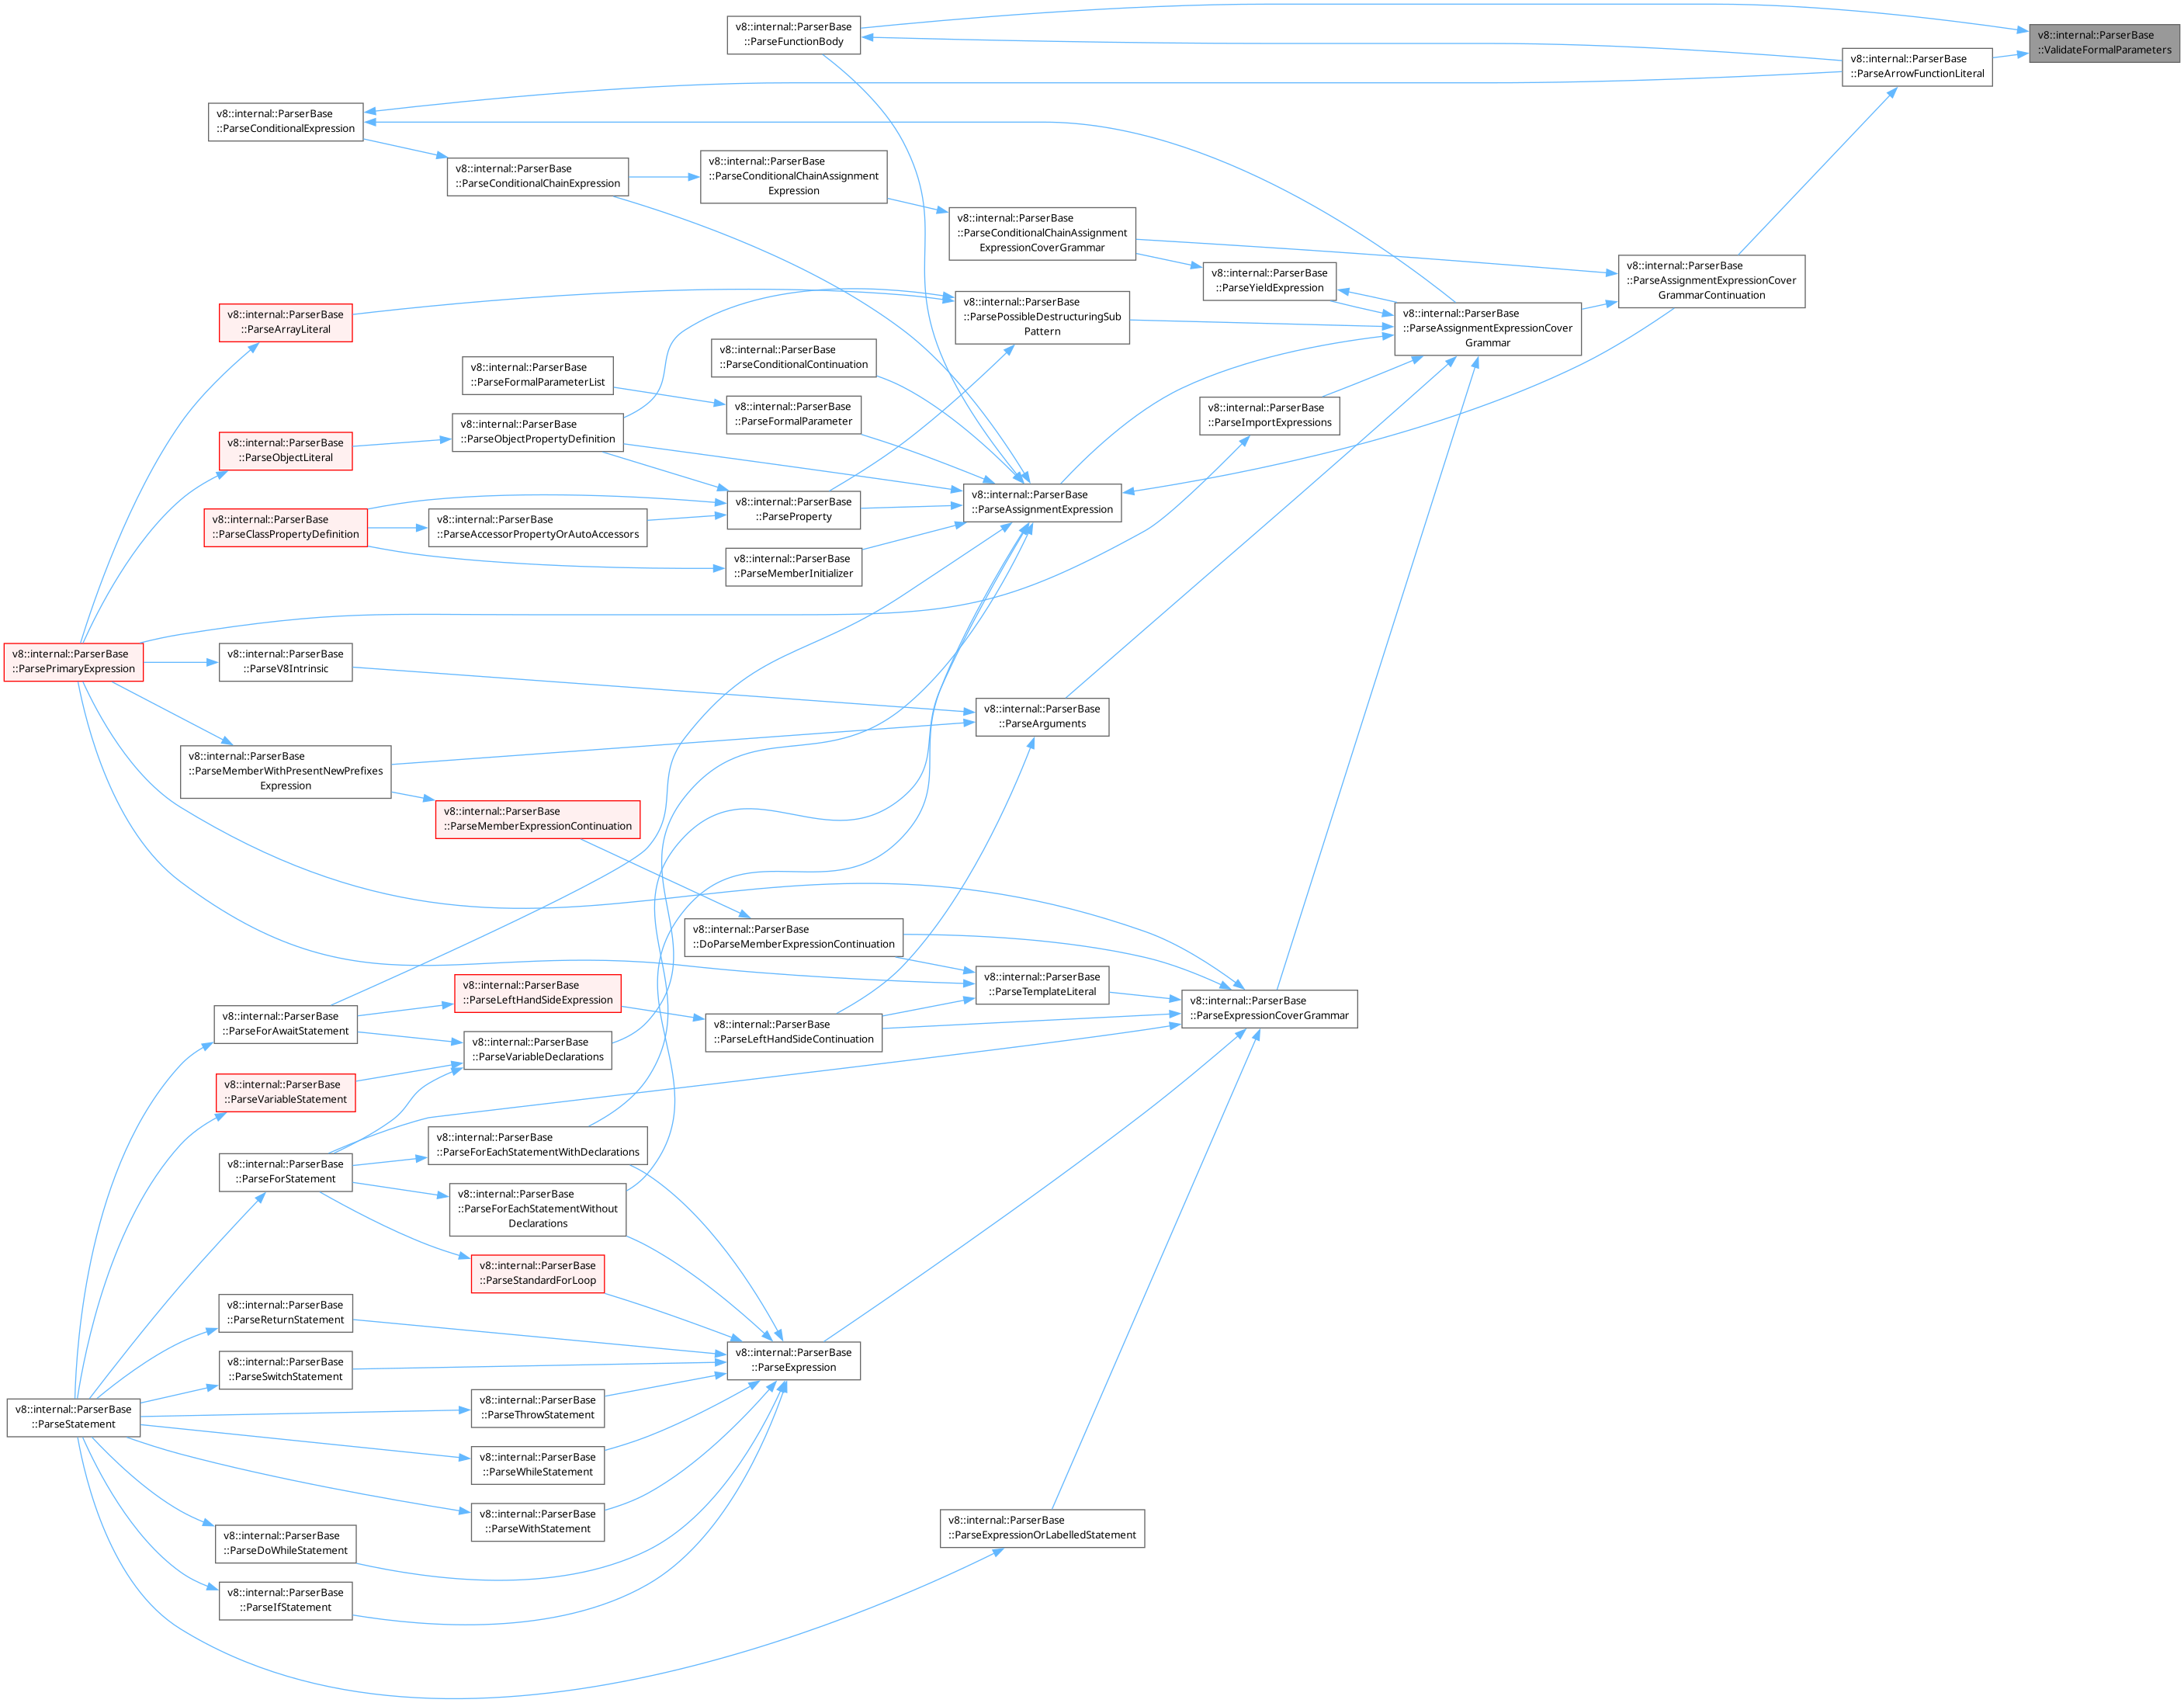 v8::internal::ParserBase
::ParseFunctionBody
v8::internal::ParserBase
::ValidateFormalParameters
v8::internal::ParserBase
::ParseArrowFunctionLiteral
v8::internal::ParserBase
::ParseConditionalExpression
v8::internal::ParserBase
::ParseConditionalChainExpression
v8::internal::ParserBase
::ParseConditionalChainAssignment
Expression
v8::internal::ParserBase
::ParseConditionalChainAssignment
ExpressionCoverGrammar
v8::internal::ParserBase
::ParseYieldExpression
v8::internal::ParserBase
::ParseAssignmentExpressionCover
GrammarContinuation
v8::internal::ParserBase
::ParseArrayLiteral
v8::internal::ParserBase
::ParsePossibleDestructuringSub
Pattern
v8::internal::ParserBase
::ParseAssignmentExpressionCover
Grammar
v8::internal::ParserBase
::ParseConditionalContinuation
v8::internal::ParserBase
::ParseFormalParameterList
v8::internal::ParserBase
::ParseFormalParameter
v8::internal::ParserBase
::ParseImportExpressions
v8::internal::ParserBase
::ParseObjectLiteral
v8::internal::ParserBase
::ParseObjectPropertyDefinition
v8::internal::ParserBase
::ParseAssignmentExpression
v8::internal::ParserBase
::ParseClassPropertyDefinition
v8::internal::ParserBase
::ParseAccessorPropertyOrAutoAccessors
v8::internal::ParserBase
::ParseProperty
v8::internal::ParserBase
::ParseMemberInitializer
v8::internal::ParserBase
::ParsePrimaryExpression
v8::internal::ParserBase
::ParseV8Intrinsic
v8::internal::ParserBase
::ParseArguments
v8::internal::ParserBase
::ParseMemberWithPresentNewPrefixes
Expression
v8::internal::ParserBase
::ParseMemberExpressionContinuation
v8::internal::ParserBase
::DoParseMemberExpressionContinuation
v8::internal::ParserBase
::ParseLeftHandSideExpression
v8::internal::ParserBase
::ParseTemplateLiteral
v8::internal::ParserBase
::ParseExpressionCoverGrammar
v8::internal::ParserBase
::ParseForAwaitStatement
v8::internal::ParserBase
::ParseLeftHandSideContinuation
v8::internal::ParserBase
::ParseVariableDeclarations
v8::internal::ParserBase
::ParseVariableStatement
v8::internal::ParserBase
::ParseForEachStatementWithDeclarations
v8::internal::ParserBase
::ParseForStatement
v8::internal::ParserBase
::ParseForEachStatementWithout
Declarations
v8::internal::ParserBase
::ParseStandardForLoop
v8::internal::ParserBase
::ParseReturnStatement
v8::internal::ParserBase
::ParseExpression
v8::internal::ParserBase
::ParseSwitchStatement
v8::internal::ParserBase
::ParseStatement
v8::internal::ParserBase
::ParseThrowStatement
v8::internal::ParserBase
::ParseWhileStatement
v8::internal::ParserBase
::ParseWithStatement
v8::internal::ParserBase
::ParseExpressionOrLabelledStatement
v8::internal::ParserBase
::ParseDoWhileStatement
v8::internal::ParserBase
::ParseIfStatement